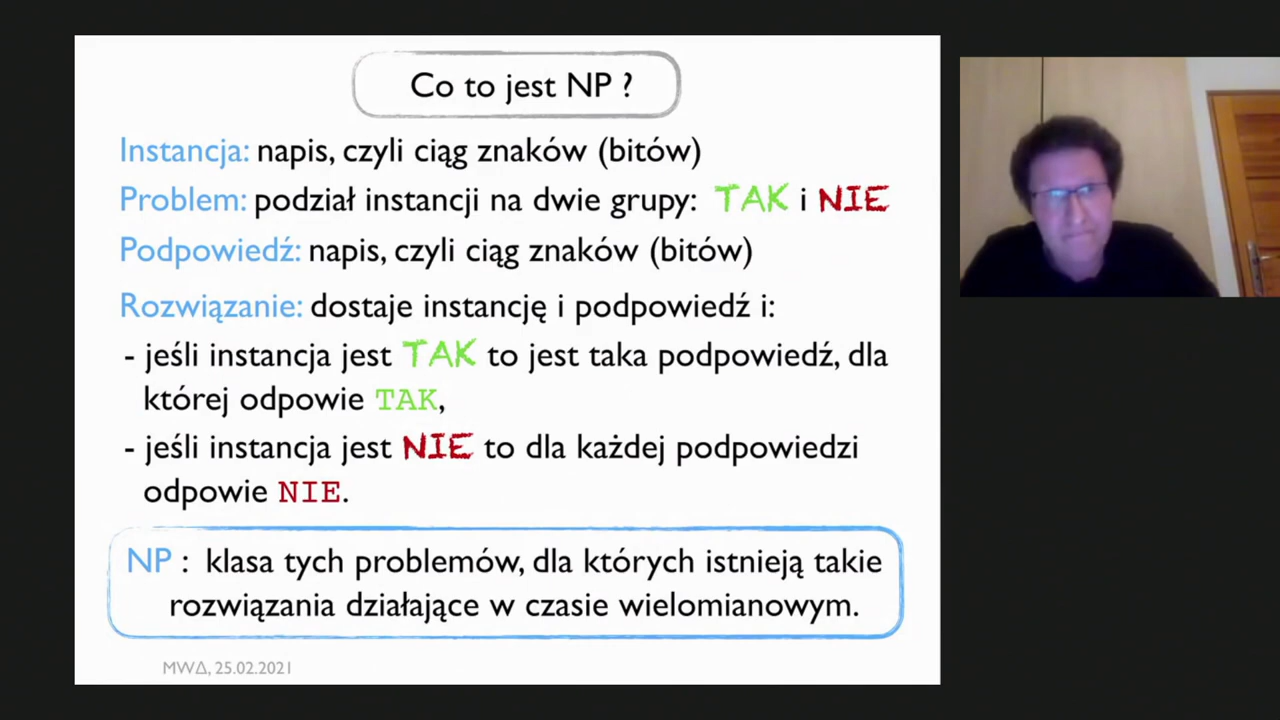 Co to jest NP ?
Instancja: napis, czyli ciąg znaków (bitów)
Problem: podział instancji na dwie grupy: TAK i NIE
Podpowiedź: napis, czyli ciąg znaków (bitów)
Rozwiązanie: dostaje instancję i podpowiedź i:
- jeśli instancja jest TAK to jest taka podpowiedź, dla
której odpowie TAK,
- jeśli instancja jest NIE to dla każdej podpowiedzi
odpowie NIE.
NP : klasa tych problemów, dla których istnieją takie
rozwiązania działające w czasie wielomianowym.
MWΔ, 25.02.2021